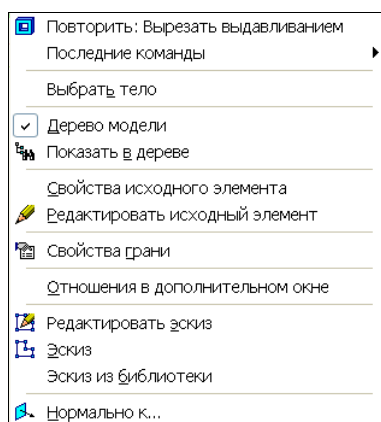 Повторить: Вырезать выдавливанием
Последние команды
Выбрать тело
Дерево модели
Показать в дереве
Свойства исходного элемента
Редактировать исходный элемент
Свойства грани
Отношения в дополнительном окне
Редактировать эскиз
Эскиз
Эскиз из библиотеки
Нормально к...